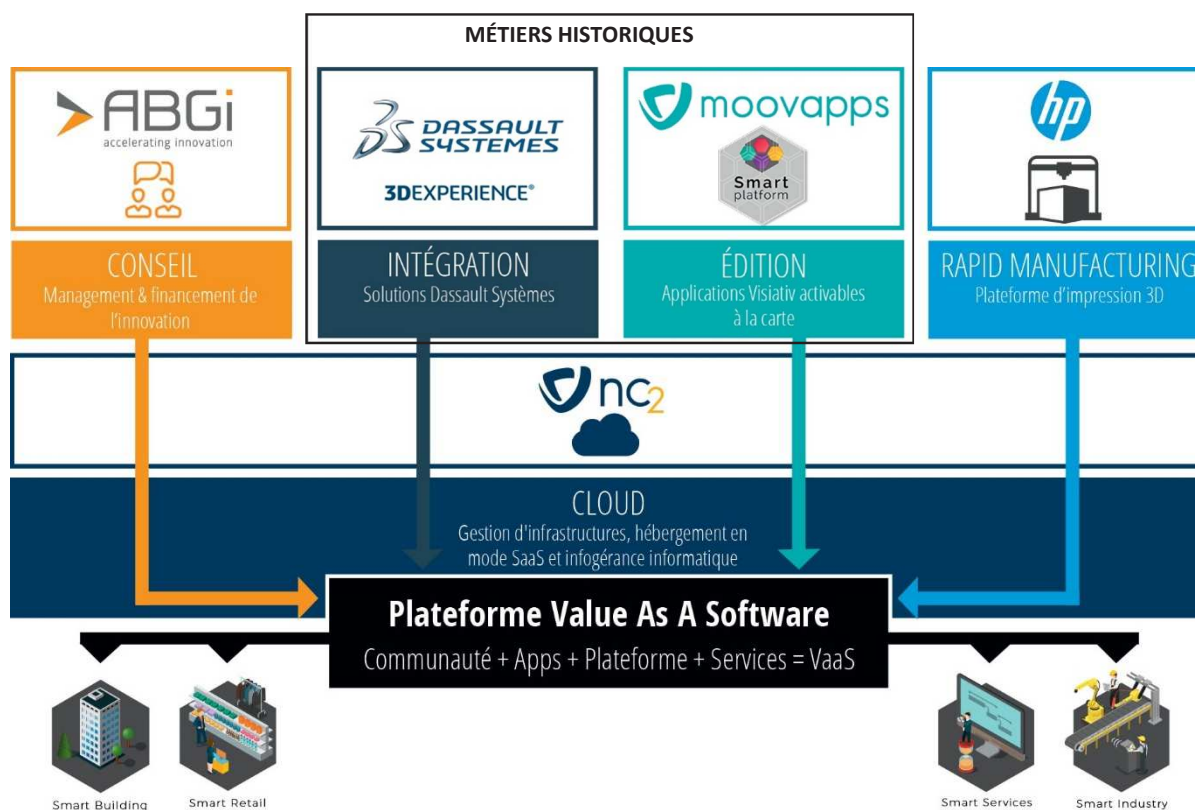 MÉTIERS HISTORIQUES
ABGi
accelerating innovation
DASSAULT
SYSTEMES
3DEXPERIENCE®
moovapps
Smart
platform
hp
CONSEIL
Management & financement de
l'innovation
INTÉGRATION
Solutions Dassault Systèmes
ÉDITION
Applications Visiativ activables
à la carte
RAPID MANUFACTURING
Plateforme d'impression 3D
nc2
CLOUD
Gestion d'infrastructures, hébergement en
mode SaaS et infogérance informatique
Plateforme Value As A Software
Communauté + Apps + Plateforme + Services = VaaS
Smart Building
Smart Retail
Smart Services
Smart Industry